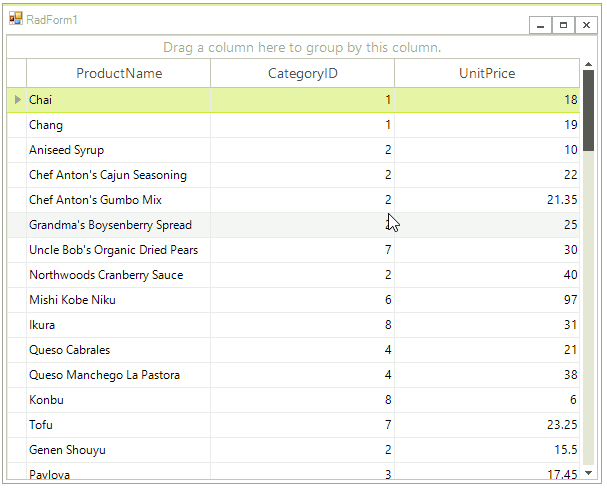 RadForm1
Drag a column here to group by this column.
ProductName CategoryID UnitPrice
Chai 1 18
Chang 1 19
Aniseed Syrup 2 10
Chef Anton's Cajun Seasoning 2 22
Chef Anton's Gumbo Mix 2 21.35
Grandma's Boysenberry Spread 25
Uncle Bob's Organic Dried Pears 7 30
Northwoods Cranberry Sauce 2 40
Mishi Kobe Niku 6 97
Ikura 8 31
Queso Cabrales 4 21
Queso Manchego La Pastora 4 38
Konbu 8 6
Tofu 7 23.25
Genen Shouyu 2 15.5
Pavlova 3 17.45